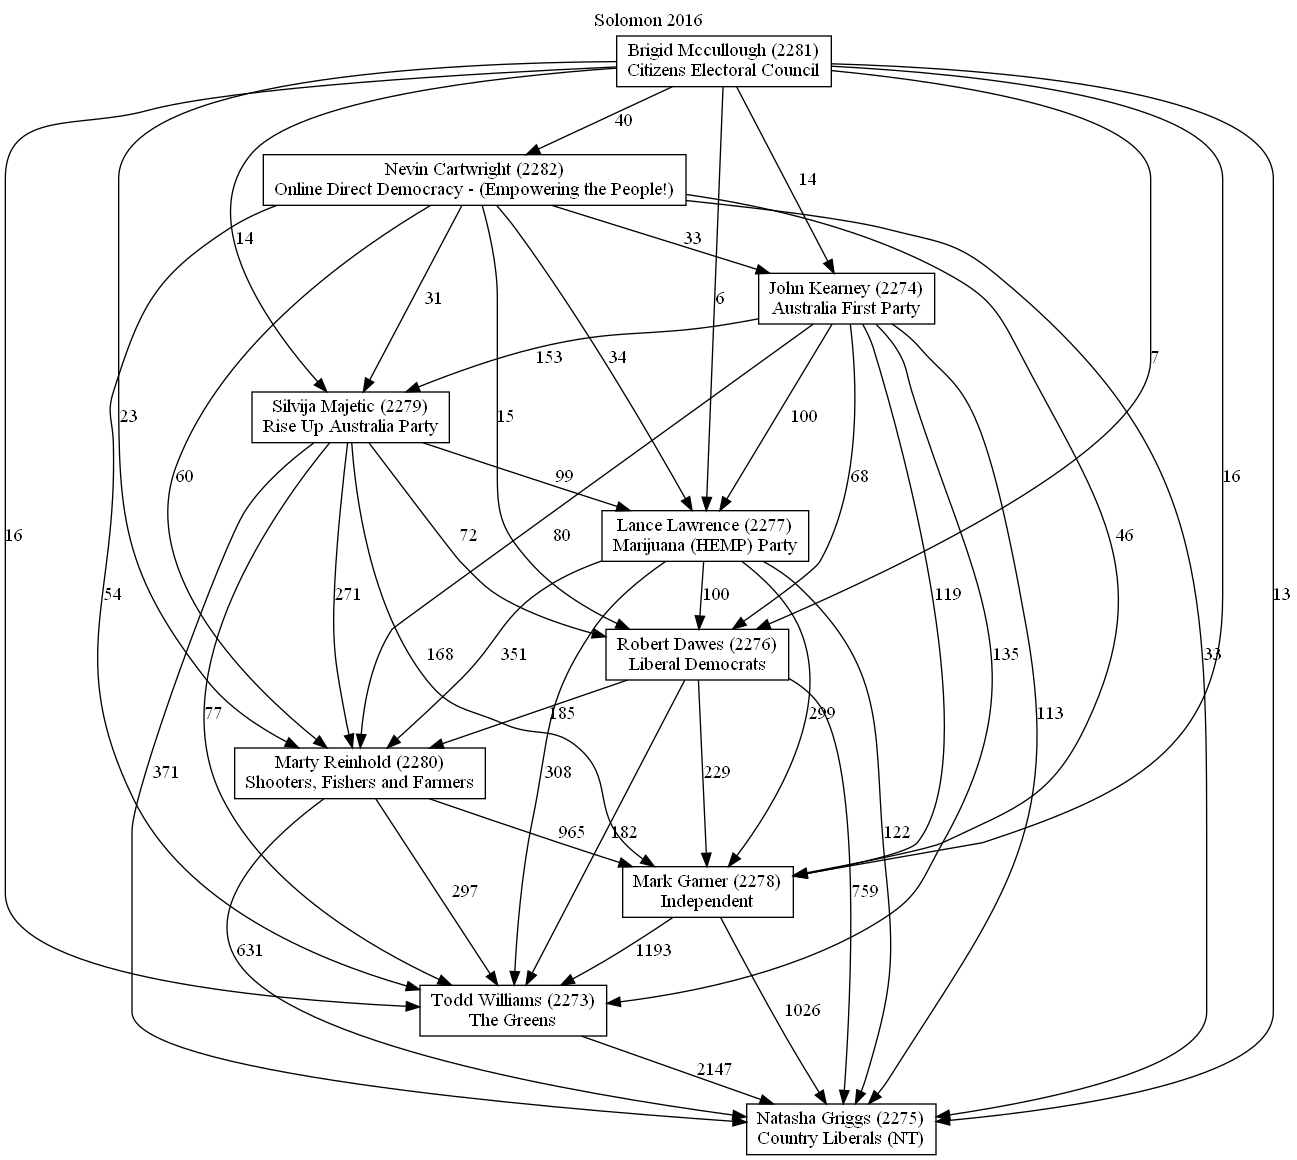 Solomon 2016
Brigid Mccullough (2281)
Citizens Electoral Council
40
Nevin Cartwright (2282)
Online Direct Democracy - (Empowering the People!)
14
14
33
John Kearney (2274)
Australia First Party
31
6
153
34
7
Silvija Majetic (2279)
Rise Up Australia Party
23
15
100
60
99
68
16
Lance Lawrence (2277)
Marijuana (HEMP) Party
16
72
80
46
54
271
100
119
13
Robert Dawes (2276)
Liberal Democrats
168
351
135
33
77
185
299
113
Marty Reinhold (2280)
Shooters, Fishers and Farmers
371
308
229
965
182
122
Mark Garner (2278)
Independent
297
759
631
1193
Todd Williams (2273)
The Greens
1026
2147
Natasha Griggs (2275)
Country Liberals (NT)